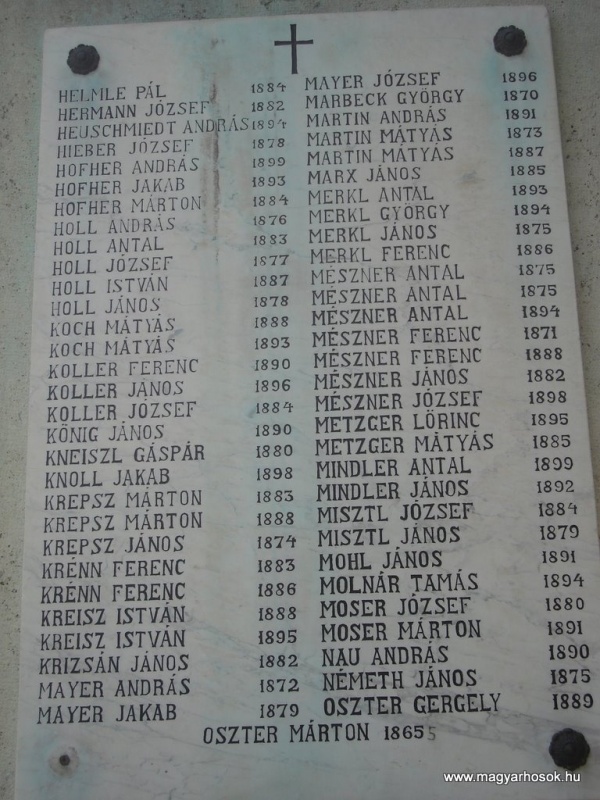 HELMLE PÁL 1884
HERMANN JÓZSEF 1882
HEUSCHMIEDT ANDRÁS 1894
HIEBER JÓZSEF 1878
HOFHER ANDRÁS 1899
HOFHER JAKAB 1893
HOFHER MÁRTON 1884
HOLL ANDRÁS 1876
HOLL ANTAL 1883
HOLL JÓZSEF 1877
HOLL ISTVÁN 1887
HOLL JÁNOS 1878
KOCH MÁTYÁS 1888
KOCH MÁTYÁS 1893
KOLLER FERENC 1890
KOLLER JÁNOS 1896
KOLLER JÓZSEF 1884
KÖNIG JÁNOS 1890
KNEISZL GÁSPÁR 1880
KNOLL JAKAB 1898
KREPSZ MÁRTON 1883
KREPSZ MÁRTON 1888
KREPSZ JÁNOS 1874
KRÉNN FERENC 1883
KRÉNN FERENC 1886
KREISZ ISTVÁN 1888
KREISZ ISTVÁN 1895
KRIZSÁN JÁNOS 1882
MAYER ANDRÁS 1872
MAYER JAKAB 1879
MAYER JÓZSEF 1896
MARBECK GYÖRGY 1870
MARTIN ANDRÁS 1891
MARTIN MÁTYÁS 1873
MARTIN MÁTYÁS 1887
MARX JÁNOS 1885
MERKL ANTAL 1893
MERKL GYÖRGY 1894
MERKL JÁNOS 1875
MERKL FERENC 1886
MÉSZNER ANTAL 1875
MÉSZNER ANTAL 1875
MÉSZNER ANTAL 1894
MÉSZNER FERENC 1871
MÉSZNER FERENC 1888
MÉSZNER JÁNOS 1882
MÉSZNER JÓZSEF 1898
METZGER LŐRINC 1895
METZGER MÁTYÁS 1885
MINDLER ANTAL 1899
MINDLER JÁNOS 1892
MISZTL JÓZSEF 1884
MISZTL JÁNOS 1879
MOHL JÁNOS 1891
MOLNÁR TAMÁS 1894
MOSER JÓZSEF 1880
MOSER MÁRTON 1891
NAU ANDRÁS 1890
NÉMETH JÁNOS 1875
OSZTER GERGELY 1889
OSZTER MÁRTON 1865
www.magyarhosok.hu